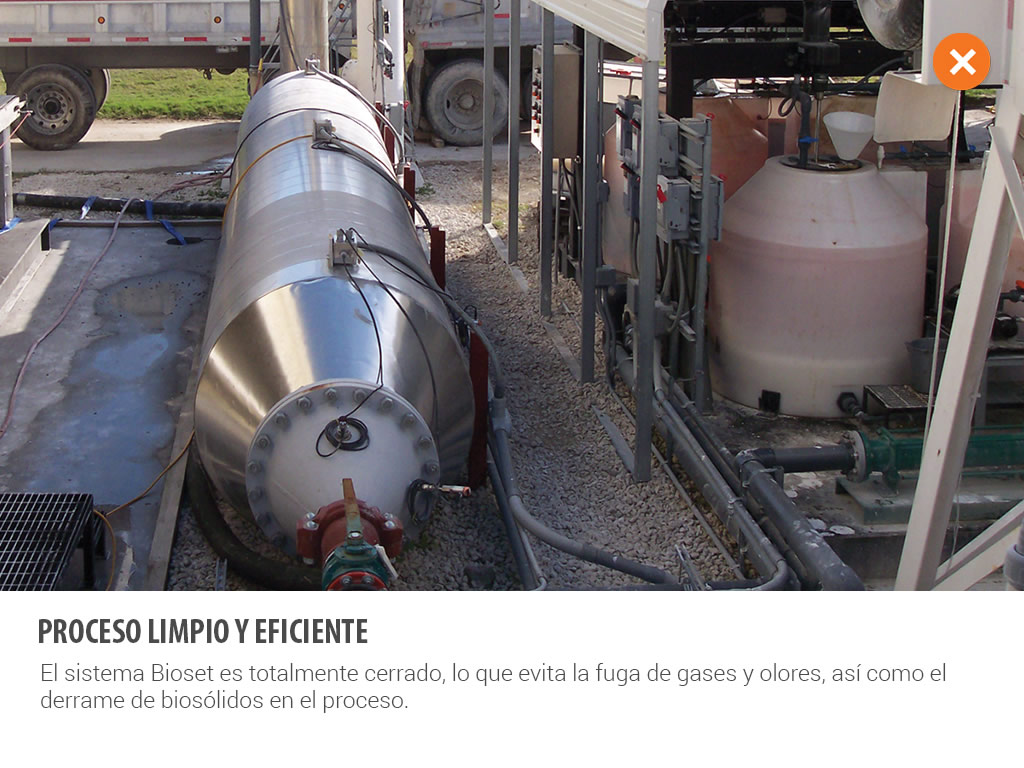 PROCESO LIMPIO Y EFICIENTE
El sistema Bioset es totalmente cerrado, lo que evita la fuga de gases y olores, así como el
derrame de biosólidos en el proceso.